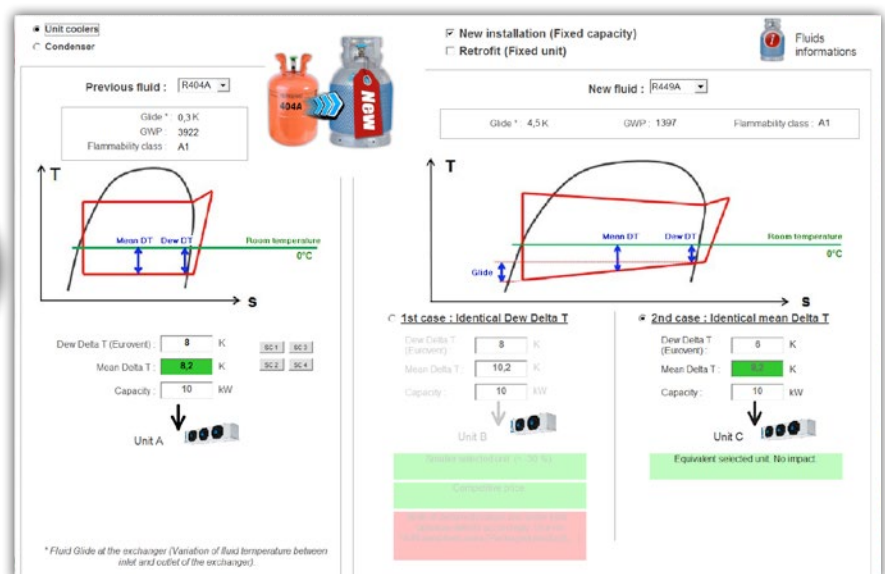 Unit coolers
Condenser
New installation (Fixed capacity)
Retrofit (Fixed unit)
Fluids
informations
Previous fluid : R404A
404A
New
New fluid : R449A
Glide * : 0,3 K
GWP : 3922
Flammability class : A1
Glide * : 4,5 K GWP : 1397 Flammability class : A1
T
Mean DT Dew DT Room temperature
0°C
S
T
Mean DT Dew DT Room temperature
0°C
Glide
S
Dew Delta T (Eurovent) : 8 K
Mean Delta T : 8,2 K
Capacity : 10 kW
SC 1 SC 3
SC 2 SC 4
Unit A
1st case : Identical Dew Delta T
Dew Delta T
(Eurovent) : 8 K
Mean Delta T : 10,2 K
Capacity : 10 kW
Unit B
Smaller selected unit
Competitive price
2nd case : Identical mean Delta T
Dew Delta T
(Eurovent) : 6 K
Mean Delta T : 8,2 K
Capacity : 10 kW
Unit C
Equivalent selected unit. No impact.
* Fluid Glide at the exchanger (Variation of fluid temperature between
inlet and outlet of the exchanger).